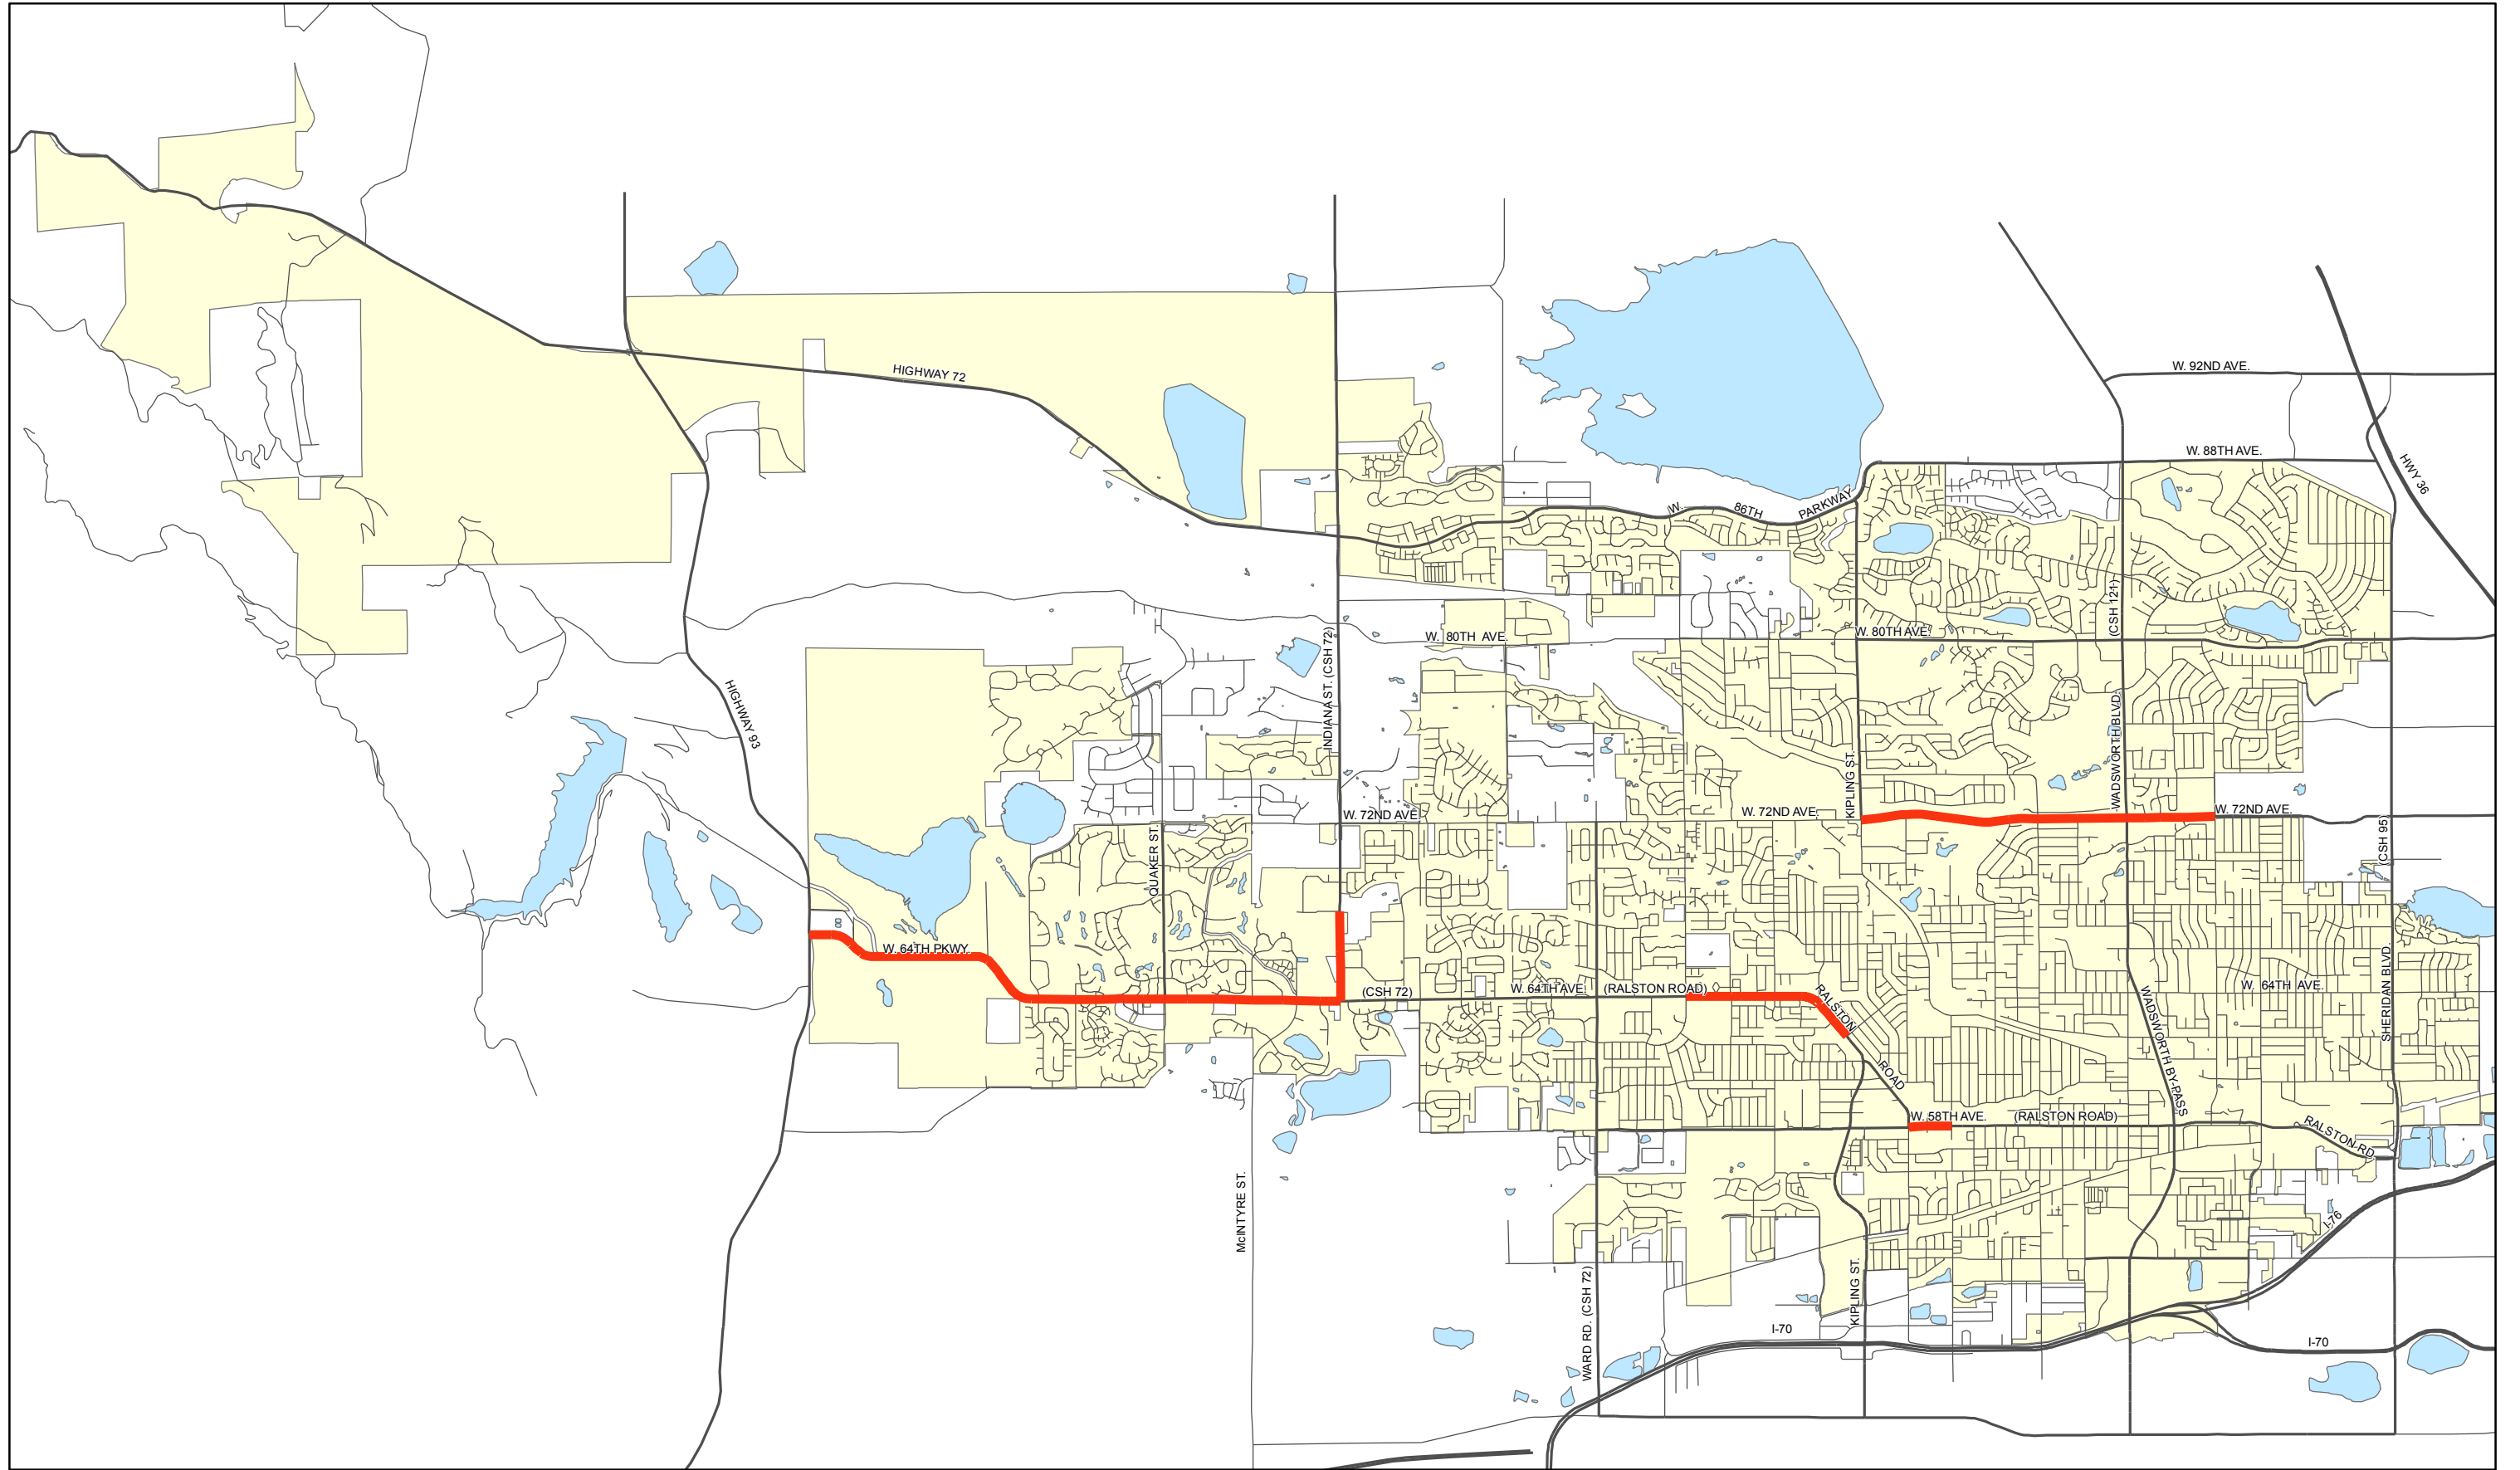 HIGHWAY 72
W. 92ND AVE.
W. 88TH AVE.
HWY 36
W. 86TH PARKWAY
(CSH 121)
W. 80TH AVE.
W. 80TH AVE.
INDIANA ST. (CSH 72)
HIGHWAY 93
WADSWORTH BLVD.
KIPLING ST.
W. 72ND AVE.
W. 72ND AVE.
W. 72ND AVE.
QUAKER ST.
(CSH 95)
W. 64TH PKWY.
SHERIDAN BLVD.
(CSH 72)
W. 64TH AVE.
(RALSTON ROAD)
W. 64TH AVE.
RALSTON
ROAD
WADSWORTH BY-PASS
W. 58TH AVE.
(RALSTON ROAD)
RALSTON RD.
McINTYRE ST.
I-76
WARD RD. (CSH 72)
KIPLING ST.
I-70
I-70